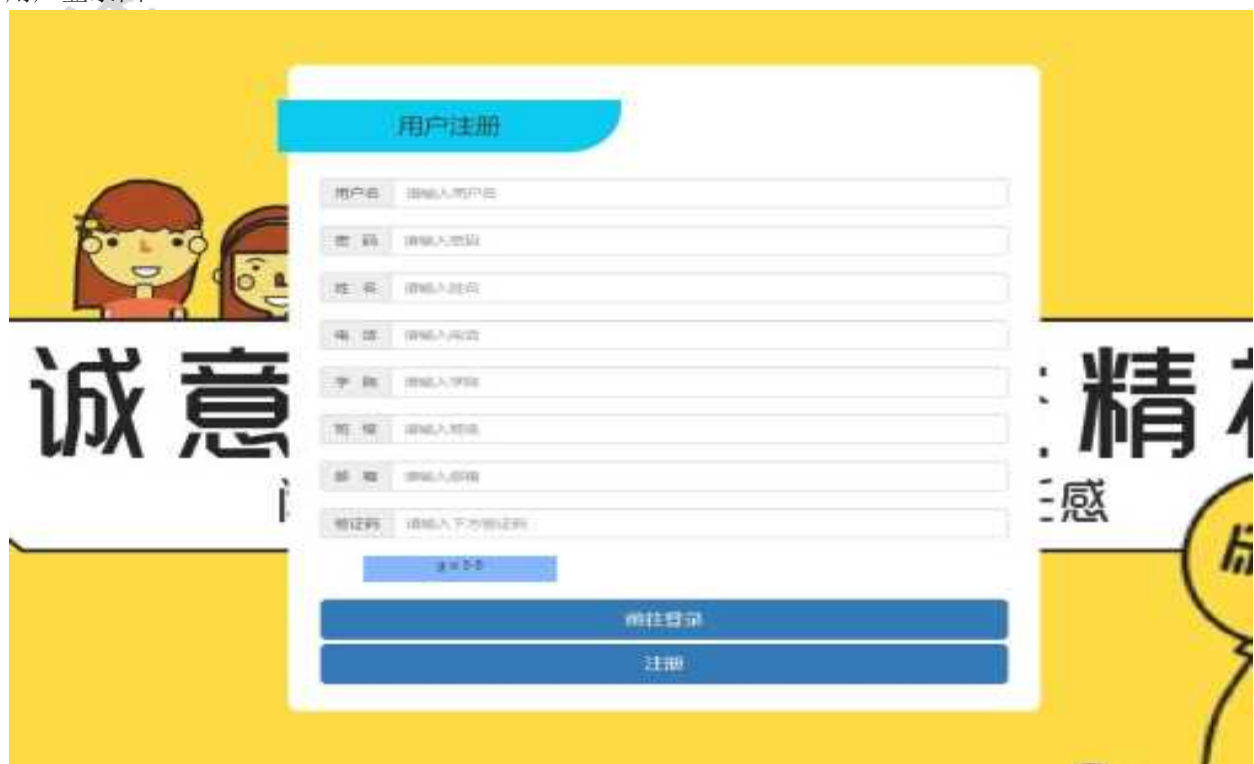 用户注册
用户名 请输入用户名
密 码 请输入密码
姓 名 请输入姓名
电 话 请输入电话
学 院 请输入学院
班 级 请输入班级
邮 箱 请输入邮箱
诚意
精
感
验证码 请输入下方验证码
前往登录
注册